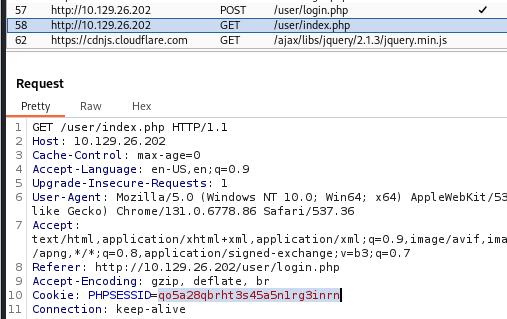 57 http://10.129.26.202 POST /user/login.php ✓
58 http://10.129.26.202 GET /user/index.php
62 https://cdnjs.cloudflare.com GET /ajax/libs/jquery/2.1.3/jquery.min.js
Request
Pretty Raw Hex
1 GET /user/index.php HTTP/1.1
2 Host: 10.129.26.202
3 Cache-Control: max-age=0
4 Accept-Language: en-US,en;q=0.9
5 Upgrade-Insecure-Requests: 1
6 User-Agent: Mozilla/5.0 (Windows NT 10.0; Win64; x64) AppleWebKit/53
like Gecko) Chrome/131.0.6778.86 Safari/537.36
7 Accept:
text/html,application/xhtml+xml,application/xml;q=0.9,image/avif,ima
/apng,*/*;q=0.8,application/signed-exchange;v=b3;q=0.7
8 Referer: http://10.129.26.202/user/login.php
9 Accept-Encoding: gzip, deflate, br
10 Cookie: PHPSESSID=qo5a28qbrht3s45a5n1rg3inrn
11 Connection: keep-alive